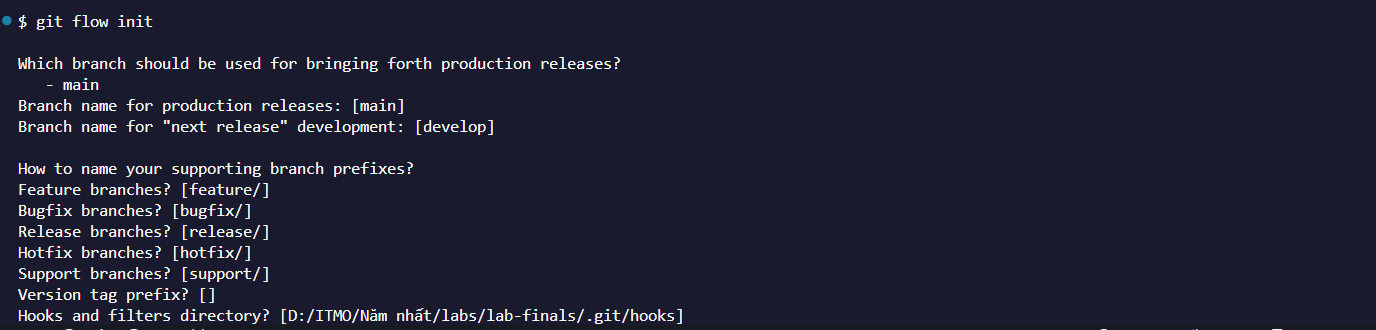 $ git flow init
Which branch should be used for bringing forth production releases?
- main
Branch name for production releases: [main]
Branch name for "next release" development: [develop]
How to name your supporting branch prefixes?
Feature branches? [feature/]
Bugfix branches? [bugfix/]
Release branches? [release/]
Hotfix branches? [hotfix/]
Support branches? [support/]
Version tag prefix? []
Hooks and filters directory? [D:/ITMO/Năm nhất/labs/lab-finals/.git/hooks]